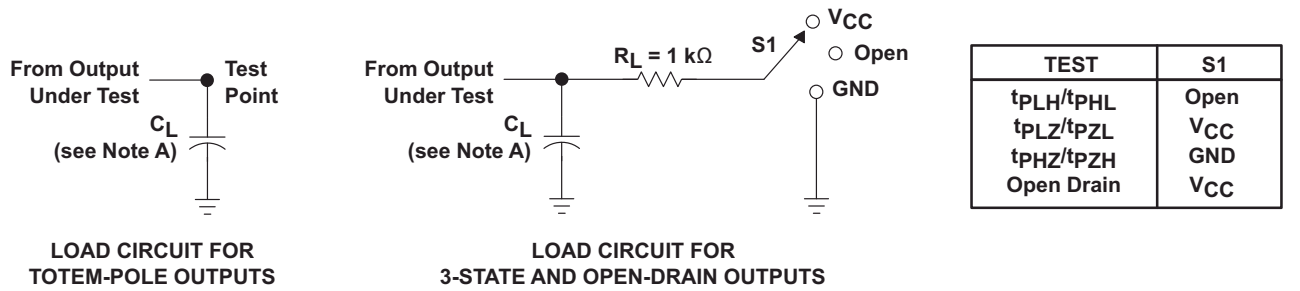 From Output
Under Test
Test
Point
CL
(see Note A)
LOAD CIRCUIT FOR
TOTEM-POLE OUTPUTS
From Output
Under Test
CL
(see Note A)
RL = 1 kΩ
S1
VCC
Open
GND
LOAD CIRCUIT FOR
3-STATE AND OPEN-DRAIN OUTPUTS
TEST S1
tPLH/tPHL Open
tPLZ/tPZL VCC
tPHZ/tPZH GND
Open Drain VCC